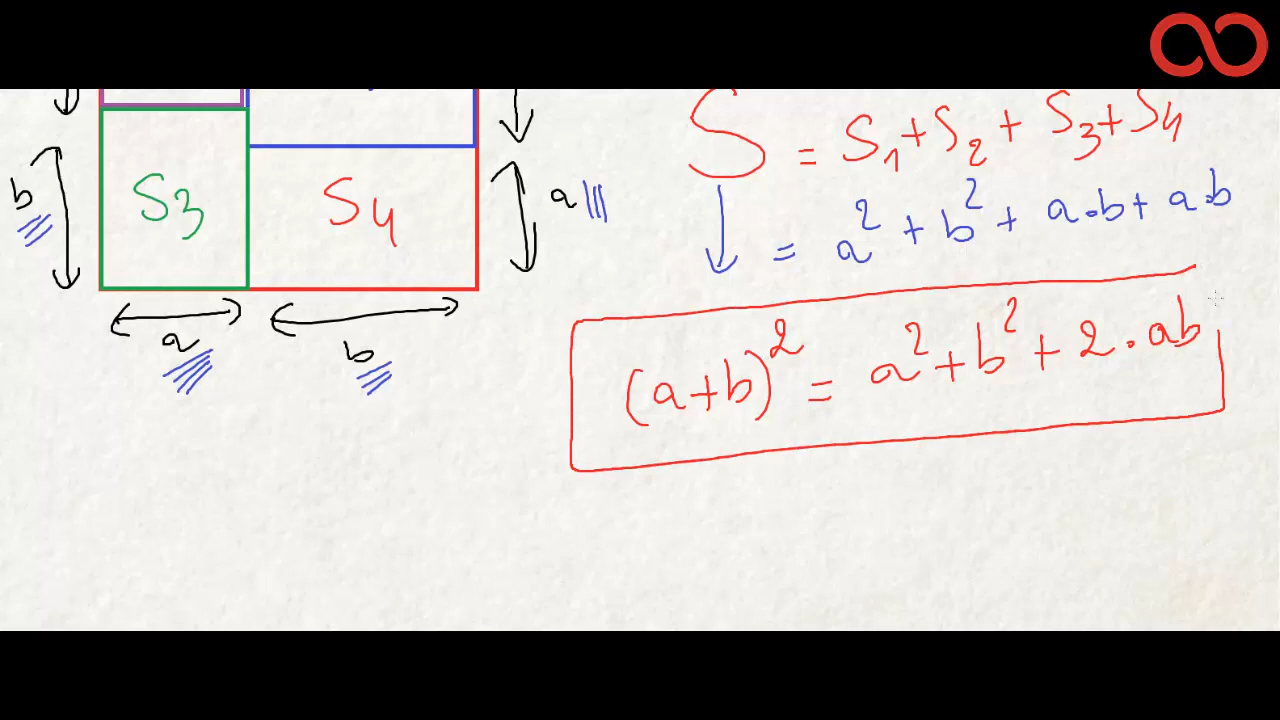 S = S₁ + S₂ + S₃ + S₄
= a² + b² + a·b + a·b
(a+b)² = a² + b² + 2·ab
S₃
S₄
b
a
a
b